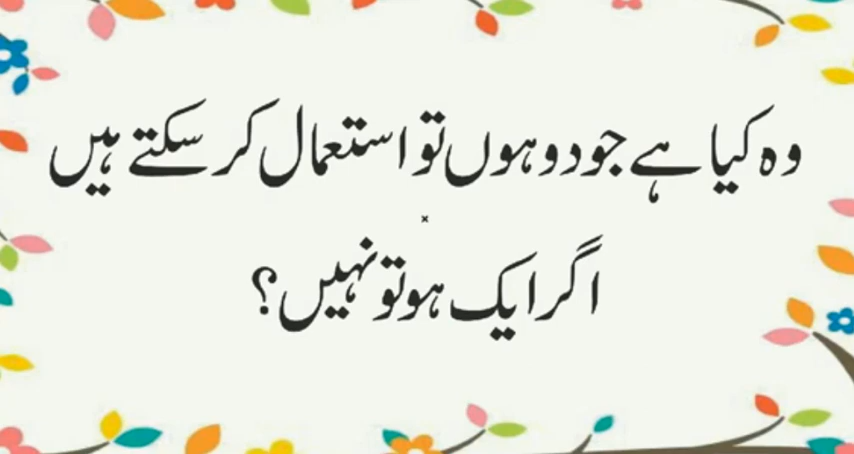 وہ کیا ہے جو دو ہوں تو استعمال کر سکتے ہیں
اگر ایک ہو تو نہیں؟